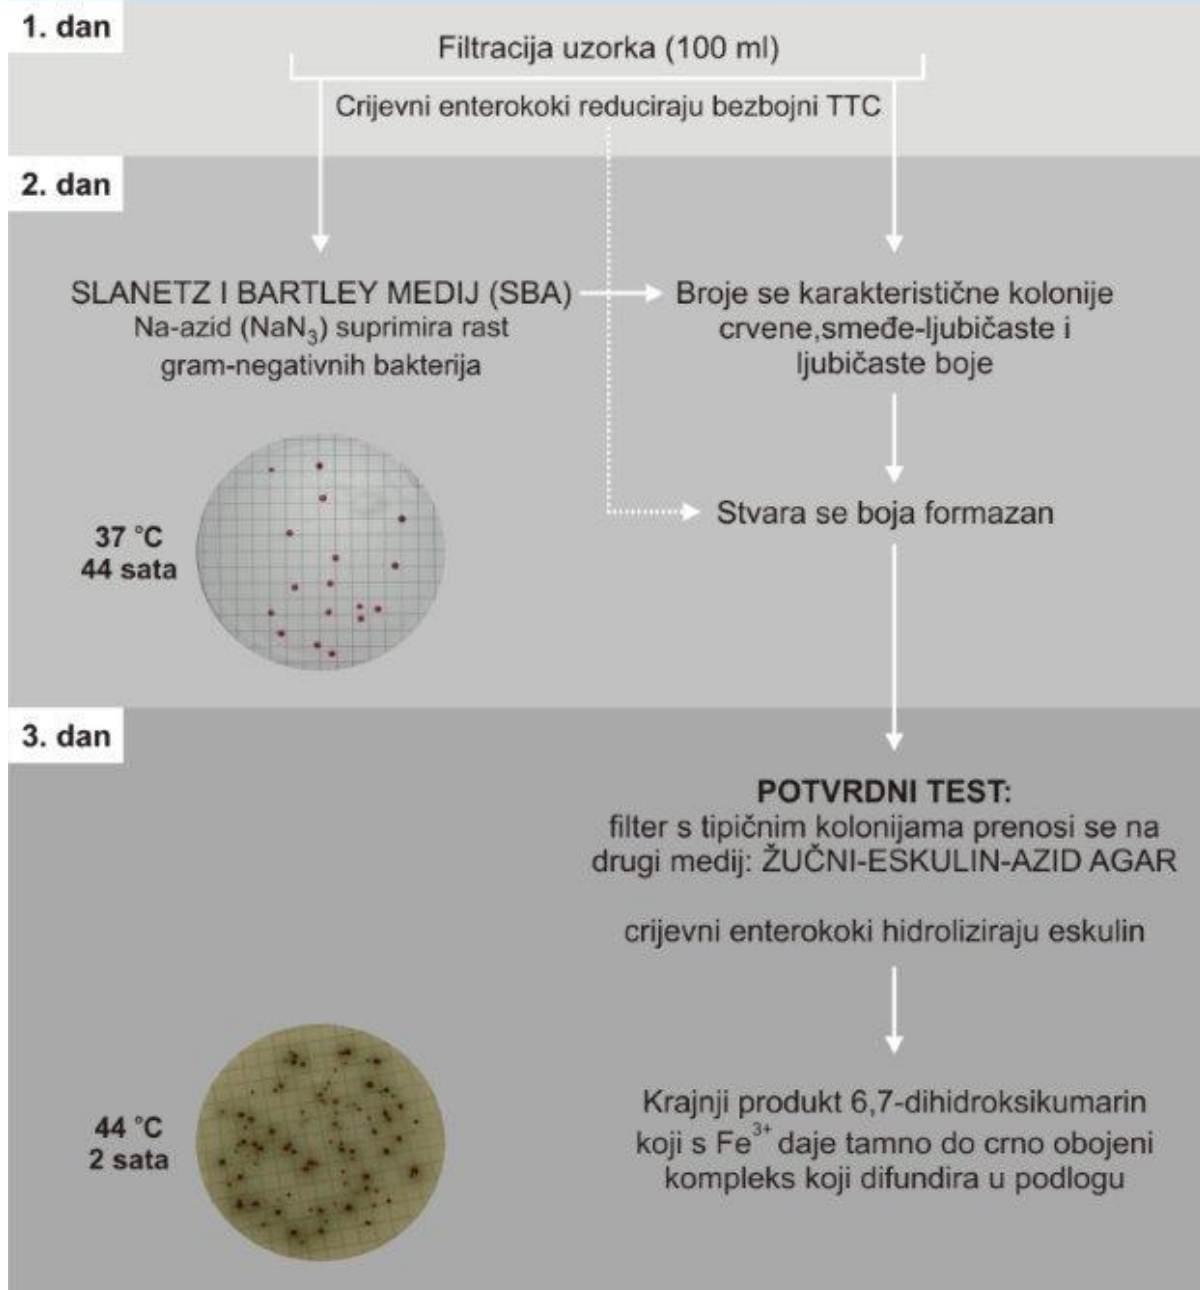 1. dan
Filtracija uzorka (100 ml)
Crijevni enterokoki reduciraju bezbojni TTC
2. dan
SLANETZ I BARTLEY MEDIJ (SBA)
Na-azid (NaN₃) suprimira rast
gram-negativnih bakterija
Broje se karakteristične kolonije
crvene,smeđe-ljubičaste i
ljubičaste boje
37 °C
44 sata
Stvara se boja formazan
3. dan
POTVRDNI TEST:
filter s tipičnim kolonijama prenosi se na
drugi medij: ŽUČNI-ESKULIN-AZID AGAR
crijevni enterokoki hidroliziraju eskulin
44 °C
2 sata
Krajnji produkt 6,7-dihidroksikumarin
koji s Fe³⁺ daje tamno do crno obojeni
kompleks koji difundira u podlogu